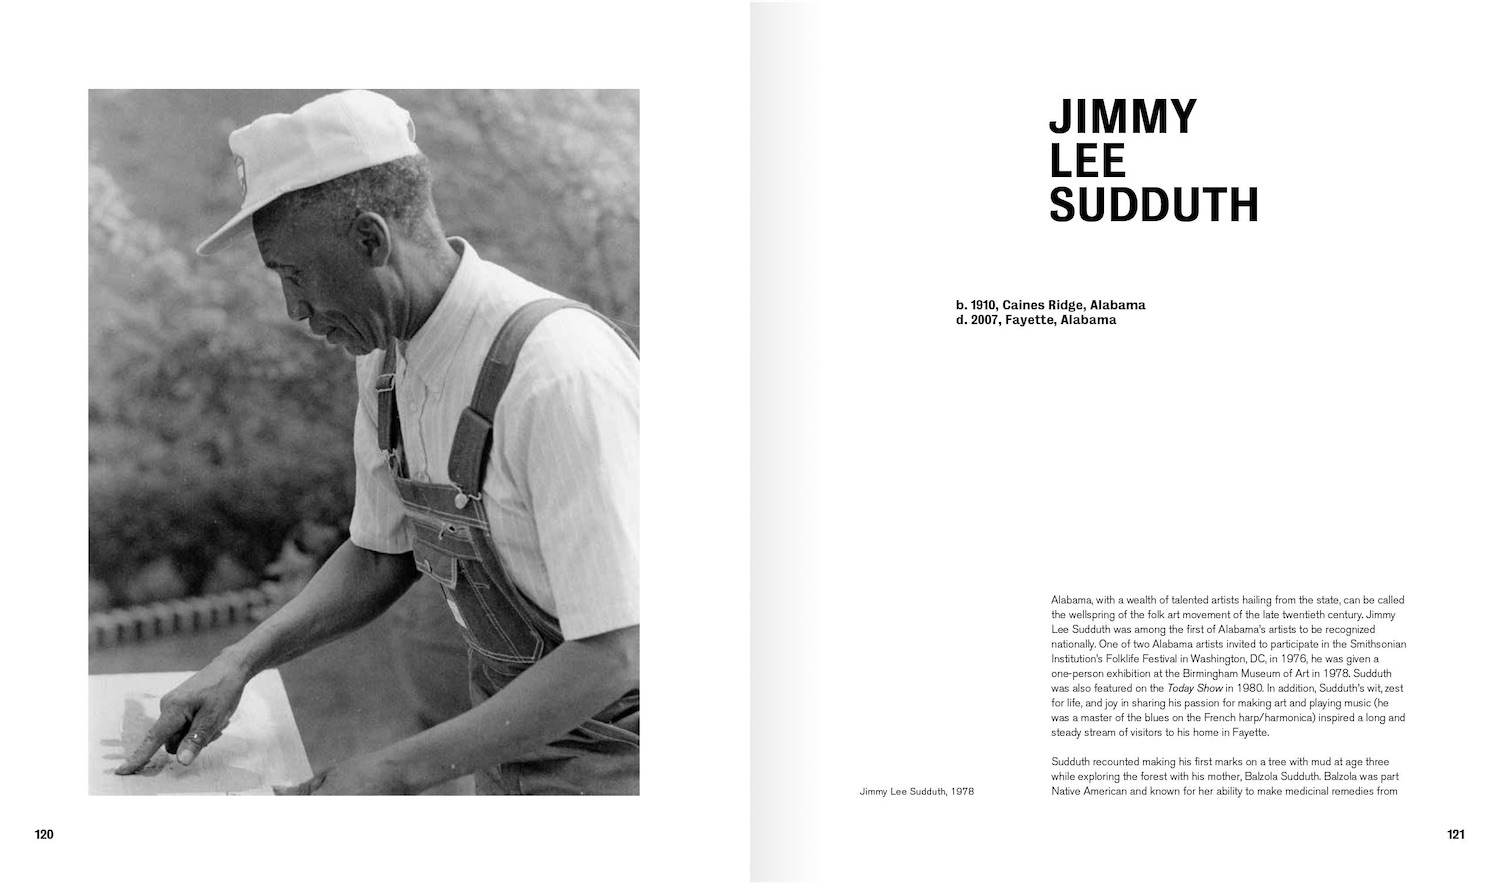 JIMMY
LEE
SUDDUTH
b. 1910, Caines Ridge, Alabama
d. 2007, Fayette, Alabama
Alabama, with a wealth of talented artists hailing from the state, can be called
the wellspring of the folk art movement of the late twentieth century. Jimmy
Lee Sudduth was among the first of Alabama's artists to be recognized
nationally. One of two Alabama artists invited to participate in the Smithsonian
Institution's Folklife Festival in Washington, DC, in 1976, he was given a
one-person exhibition at the Birmingham Museum of Art in 1978. Sudduth
was also featured on the Today Show in 1980. In addition, Sudduth's wit, zest
for life, and joy in sharing his passion for making art and playing music (he
was a master of the blues on the French harp/harmonica) inspired a long and
steady stream of visitors to his home in Fayette.
Sudduth recounted making his first marks on a tree with mud at age three
while exploring the forest with his mother, Balzola Sudduth. Balzola was part
Native American and known for her ability to make medicinal remedies from
Jimmy Lee Sudduth, 1978
120
121